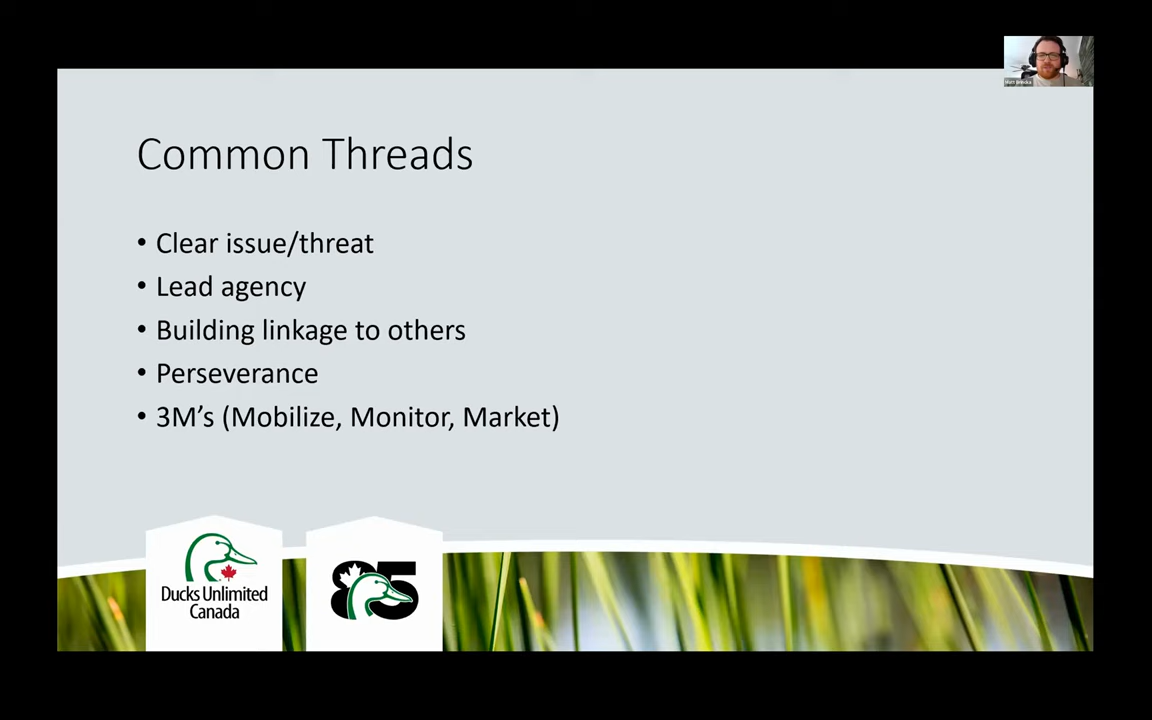 Common Threads
• Clear issue/threat
• Lead agency
• Building linkage to others
• Perseverance
• 3M's (Mobilize, Monitor, Market)
Ducks Unlimited
Canada
85